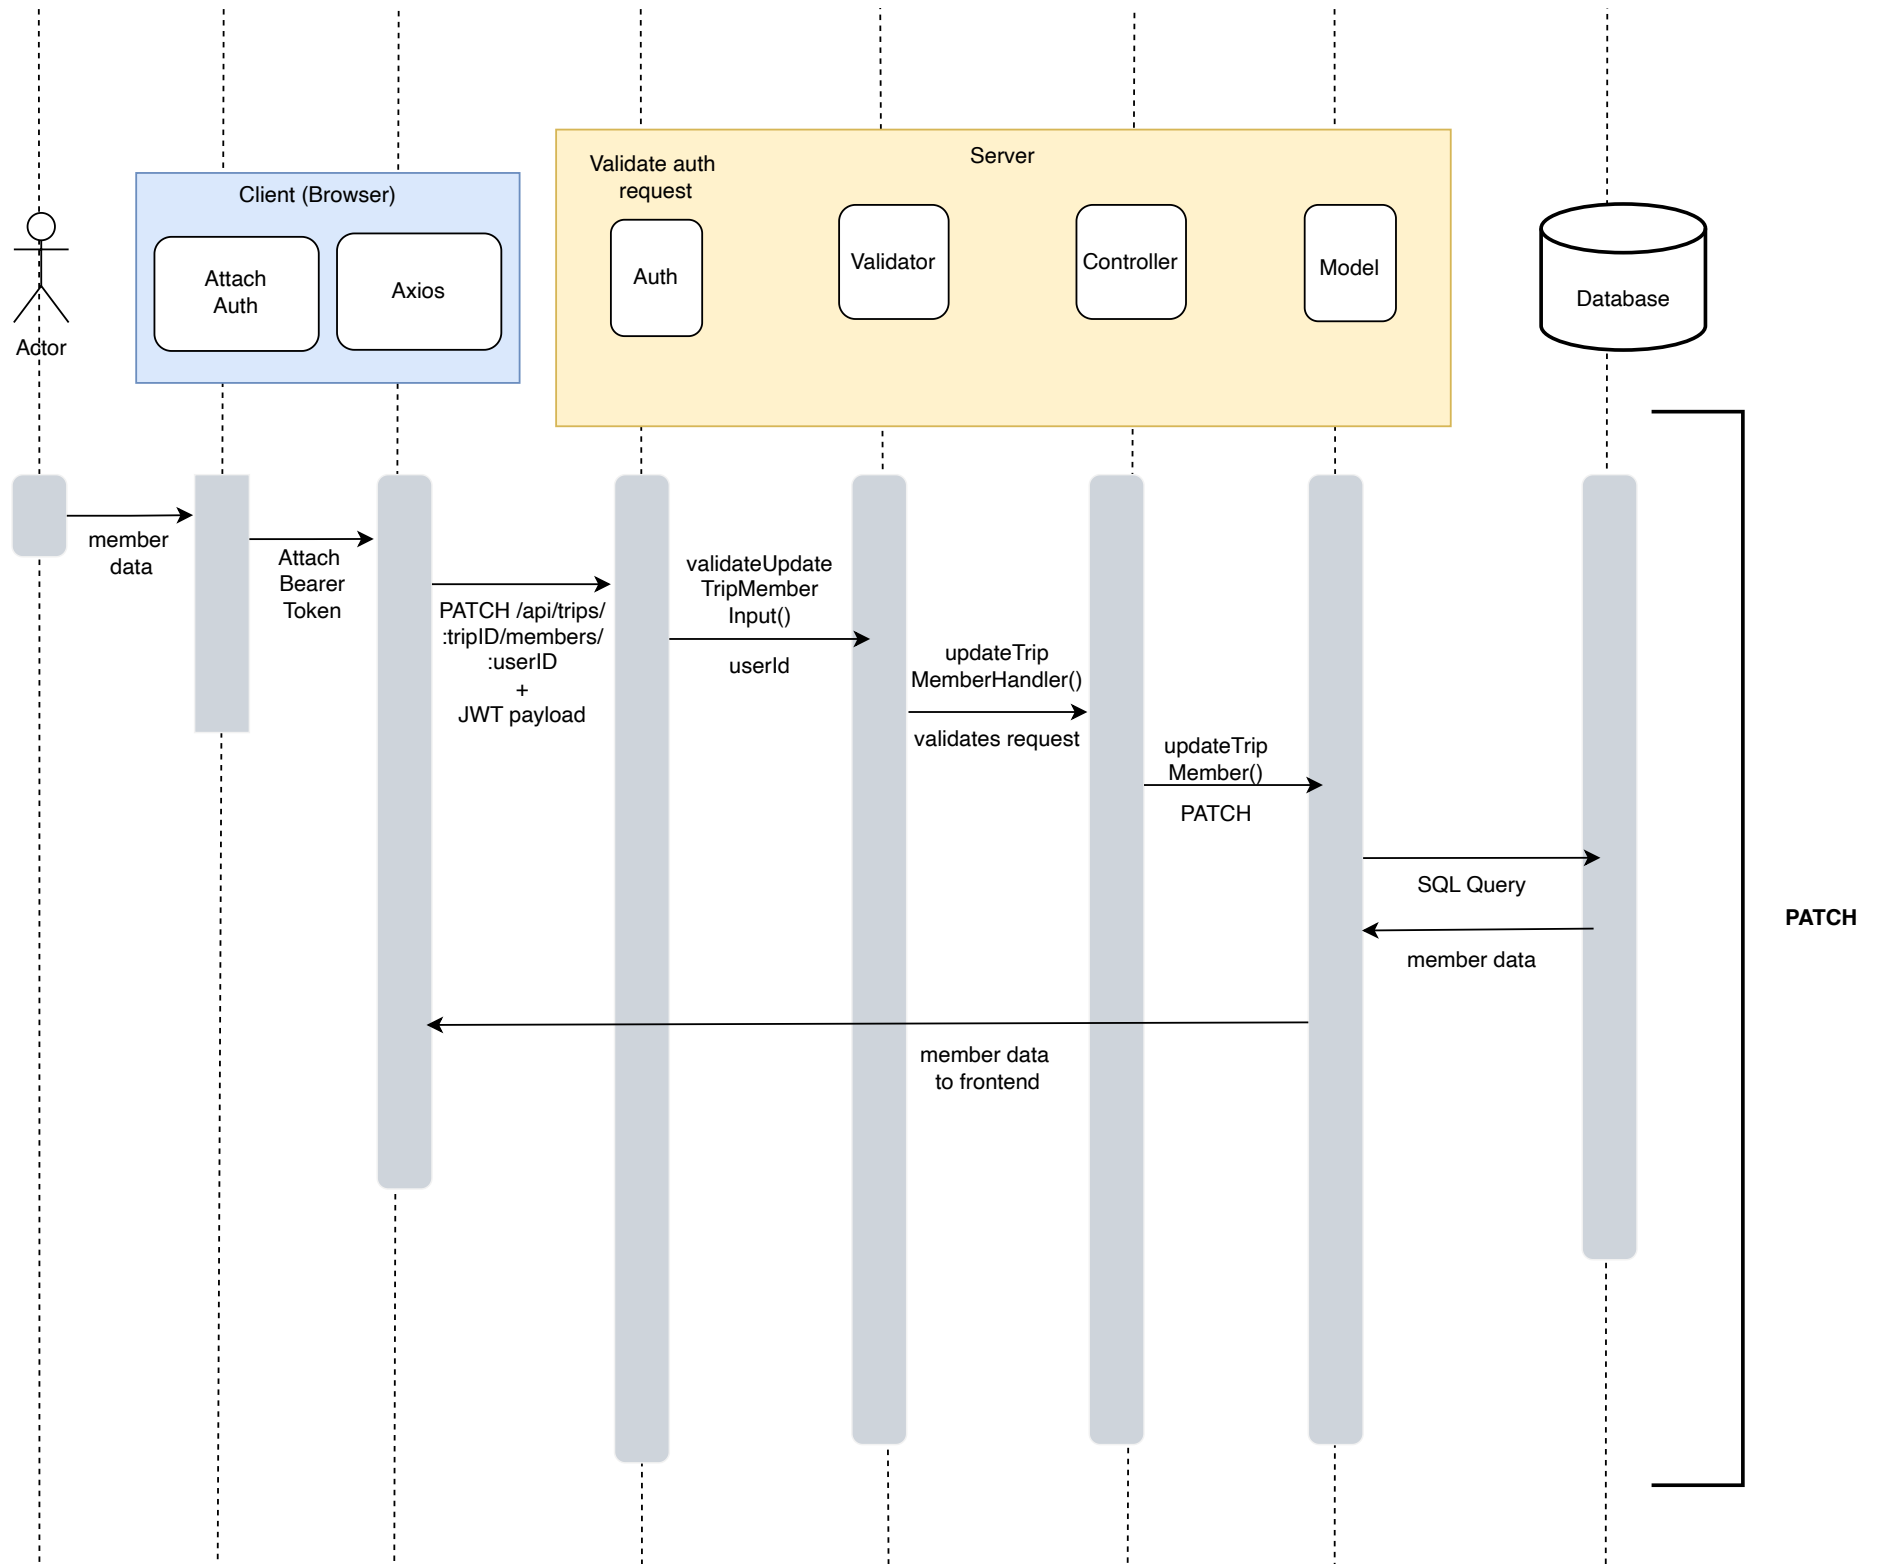 Server
Validate auth
request
Client (Browser)
Attach
Auth
Axios
Auth
Validator
Controller
Model
Database
Actor
member
data
Attach
Bearer
Token
PATCH /api/trips/
:tripID/members/
:userID
+
JWT payload
validateUpdate
TripMember
Input()
userId
updateTrip
MemberHandler()
validates request
updateTrip
Member()
PATCH
SQL Query
member data
member data
to frontend
PATCH